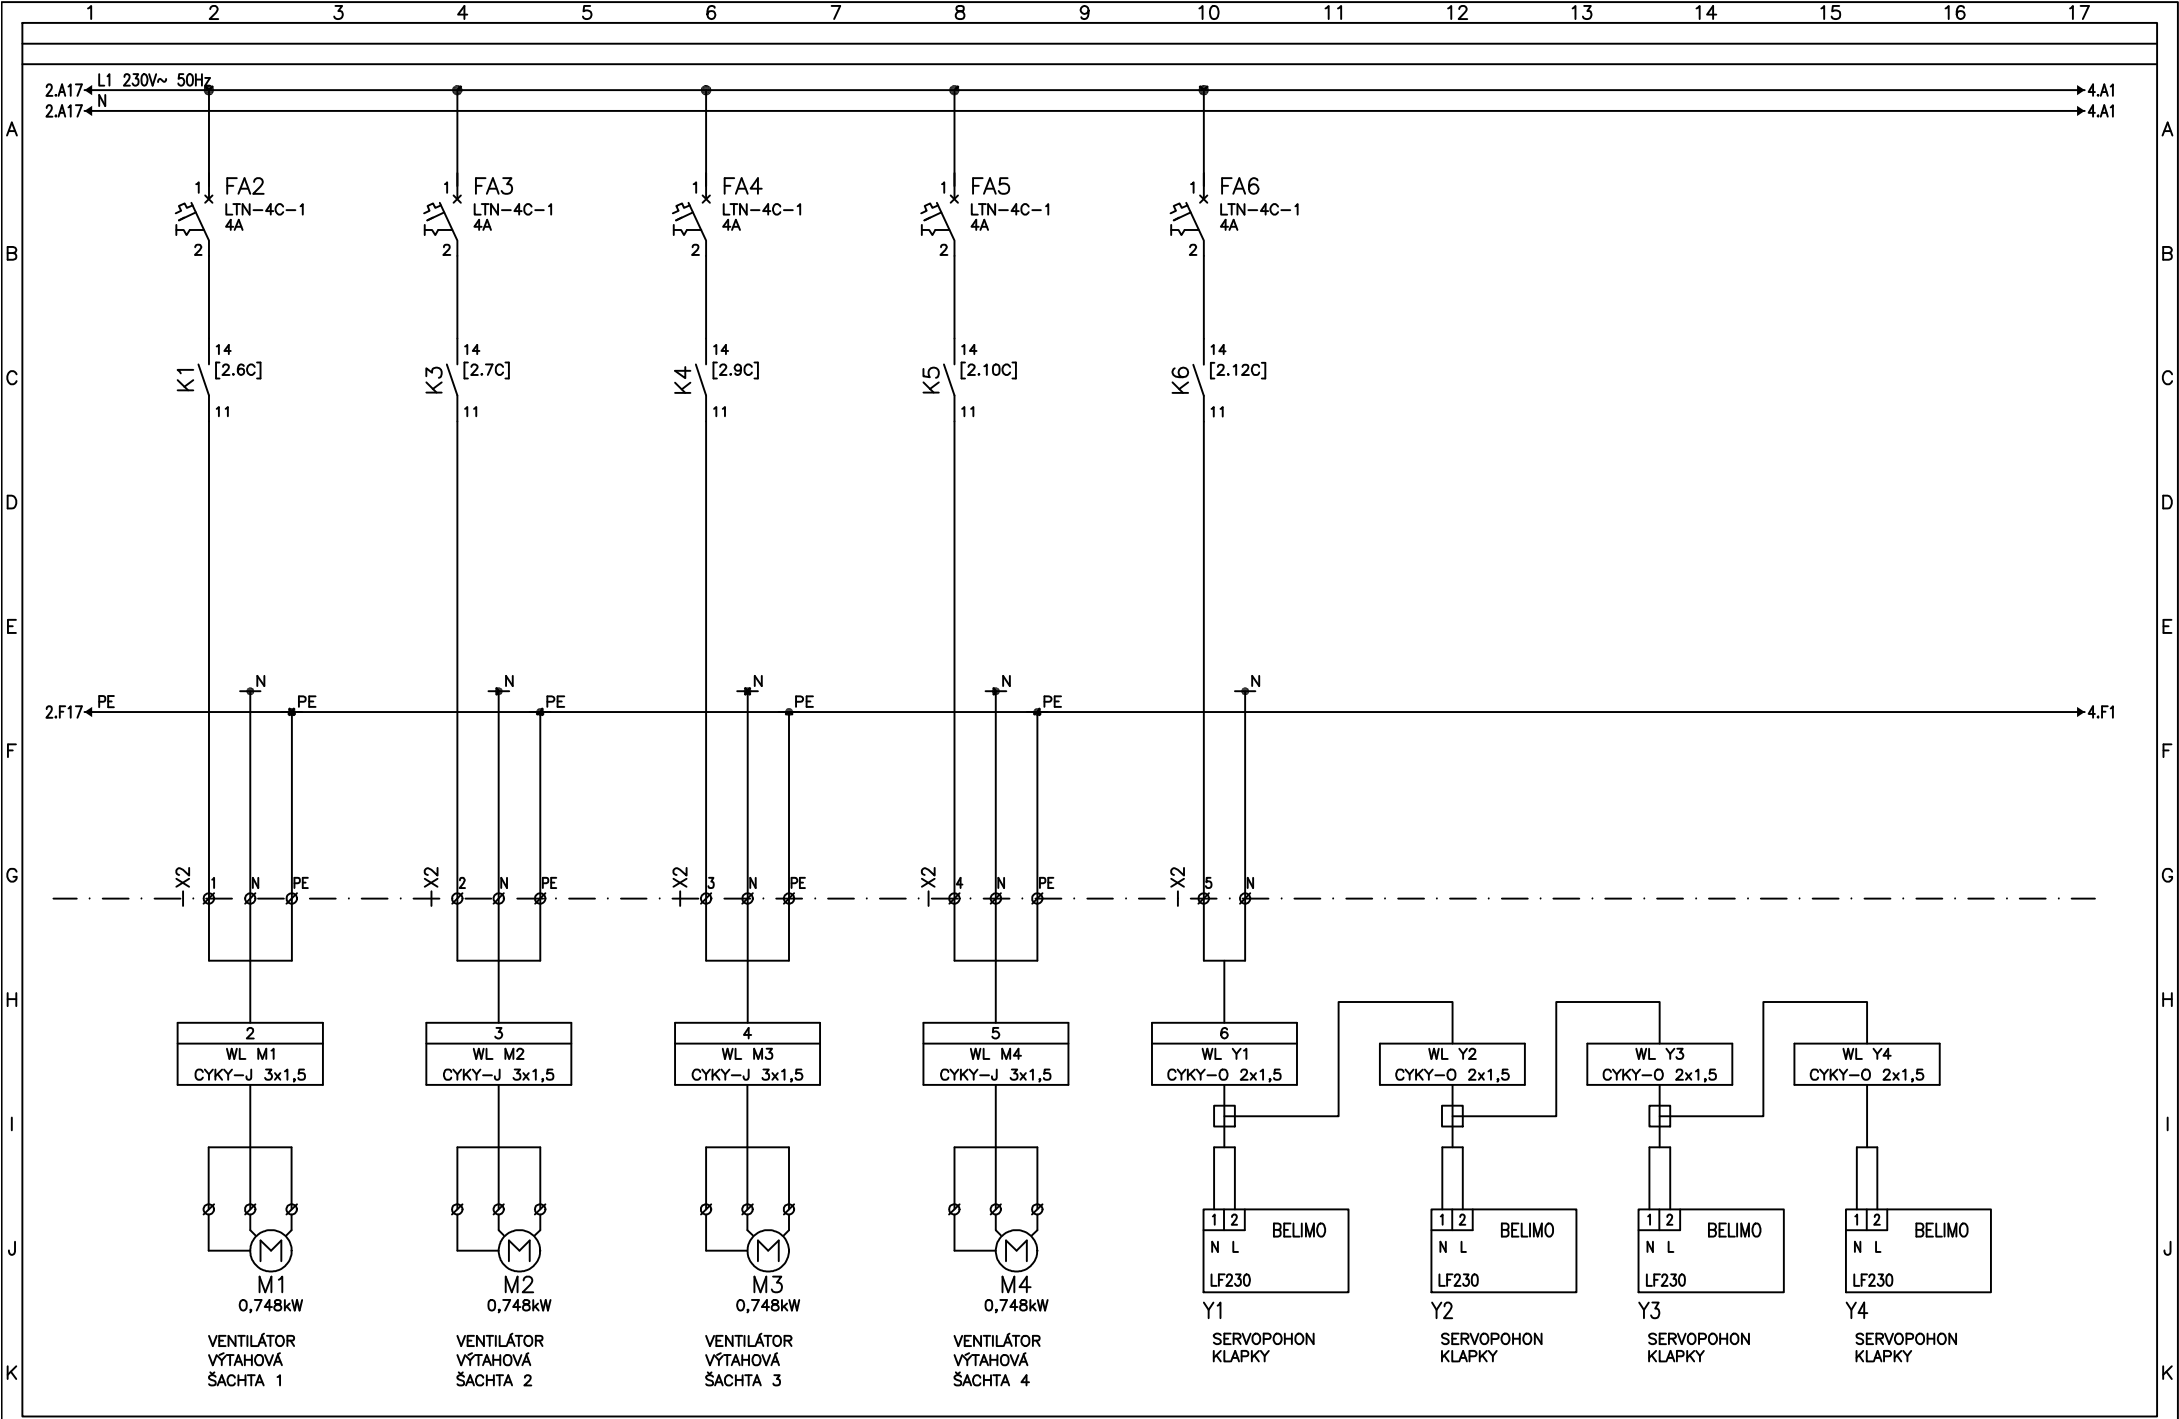 1 2 3 4 5 6 7 8 9 10 11 12 13 14 15 16 17
L1 230V~ 50Hz
2.A17 4.A1
N
2.A17 4.A1
A A
1 FA2 1 FA3 1 FA4 1 FA5 1 FA6
LTN-4C-1 LTN-4C-1 LTN-4C-1 LTN-4C-1 LTN-4C-1
4A 4A 4A 4A 4A
2 2 2 2 2
B B
14 14 14 14 14
K1 [2.6C] K3 [2.7C] K4 [2.9C] K5 [2.10C] K6 [2.12C]
C C
11 11 11 11 11
D D
E E
N N N N N
PE PE PE PE PE
2.F17 4.F1
F F
G G
X2 1 N PE X2 2 N PE X2 3 N PE X2 4 N PE X2 5 N
H H
2 3 4 5 6
WL M1 WL M2 WL M3 WL M4 WL Y1 WL Y2 WL Y3 WL Y4
CYKY-J 3x1,5 CYKY-J 3x1,5 CYKY-J 3x1,5 CYKY-J 3x1,5 CYKY-O 2x1,5 CYKY-O 2x1,5 CYKY-O 2x1,5 CYKY-O 2x1,5
I I
1 2 BELIMO 1 2 BELIMO 1 2 BELIMO 1 2 BELIMO
J M M M M N L N L N L N L J
M1 M2 M3 M4 LF230 LF230 LF230 LF230
0,748kW 0,748kW 0,748kW 0,748kW Y1 Y2 Y3 Y4
VENTILÁTOR VENTILÁTOR VENTILÁTOR VENTILÁTOR SERVOPOHON SERVOPOHON SERVOPOHON SERVOPOHON
VÝTAHOVÁ VÝTAHOVÁ VÝTAHOVÁ VÝTAHOVÁ KLAPKY KLAPKY KLAPKY KLAPKY
K ŠACHTA 1 ŠACHTA 2 ŠACHTA 3 ŠACHTA 4 K